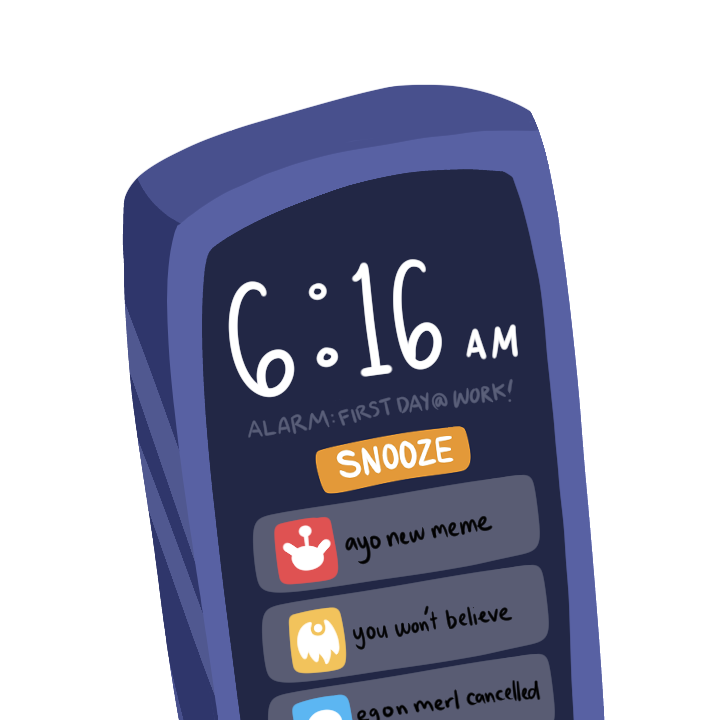 6:16 AM
ALARM: FIRST DAY @ WORK!
SNOOZE
ayo new meme
you won't believe
egon merl cancelled